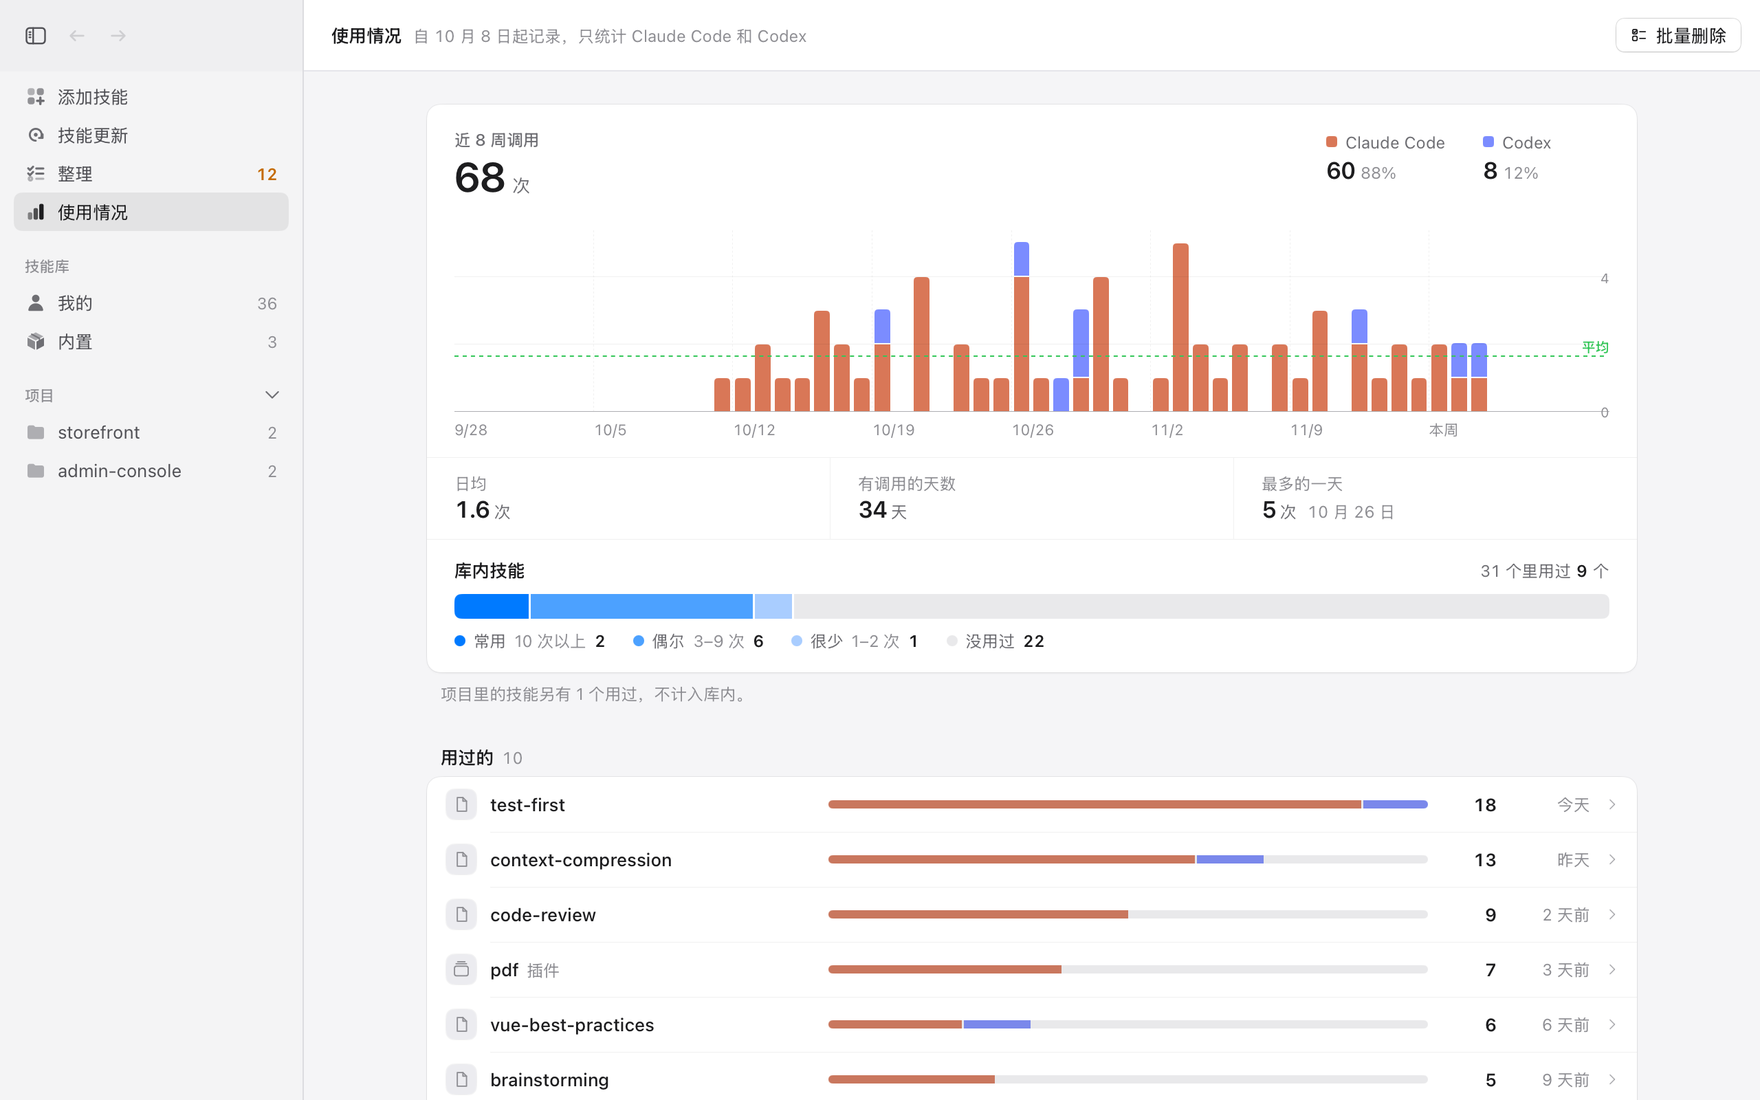 使用情况 自 10 月 8 日起记录，只统计 Claude Code 和 Codex
批量删除
添加技能
技能更新
整理 12
使用情况
技能库
我的 36
内置 3
项目
storefront 2
admin-console 2
近 8 周调用
68 次
Claude Code
60 88%
Codex
8 12%
4
平均
0
9/28 10/5 10/12 10/19 10/26 11/2 11/9 本周
日均
1.6 次
有调用的天数
34 天
最多的一天
5 次 10 月 26 日
库内技能
31 个里用过 9 个
常用 10 次以上 2 偶尔 3–9 次 6 很少 1–2 次 1 没用过 22
项目里的技能另有 1 个用过，不计入库内。
用过的 10
test-first 18 今天
context-compression 13 昨天
code-review 9 2 天前
pdf 插件 7 3 天前
vue-best-practices 6 6 天前
brainstorming 5 9 天前